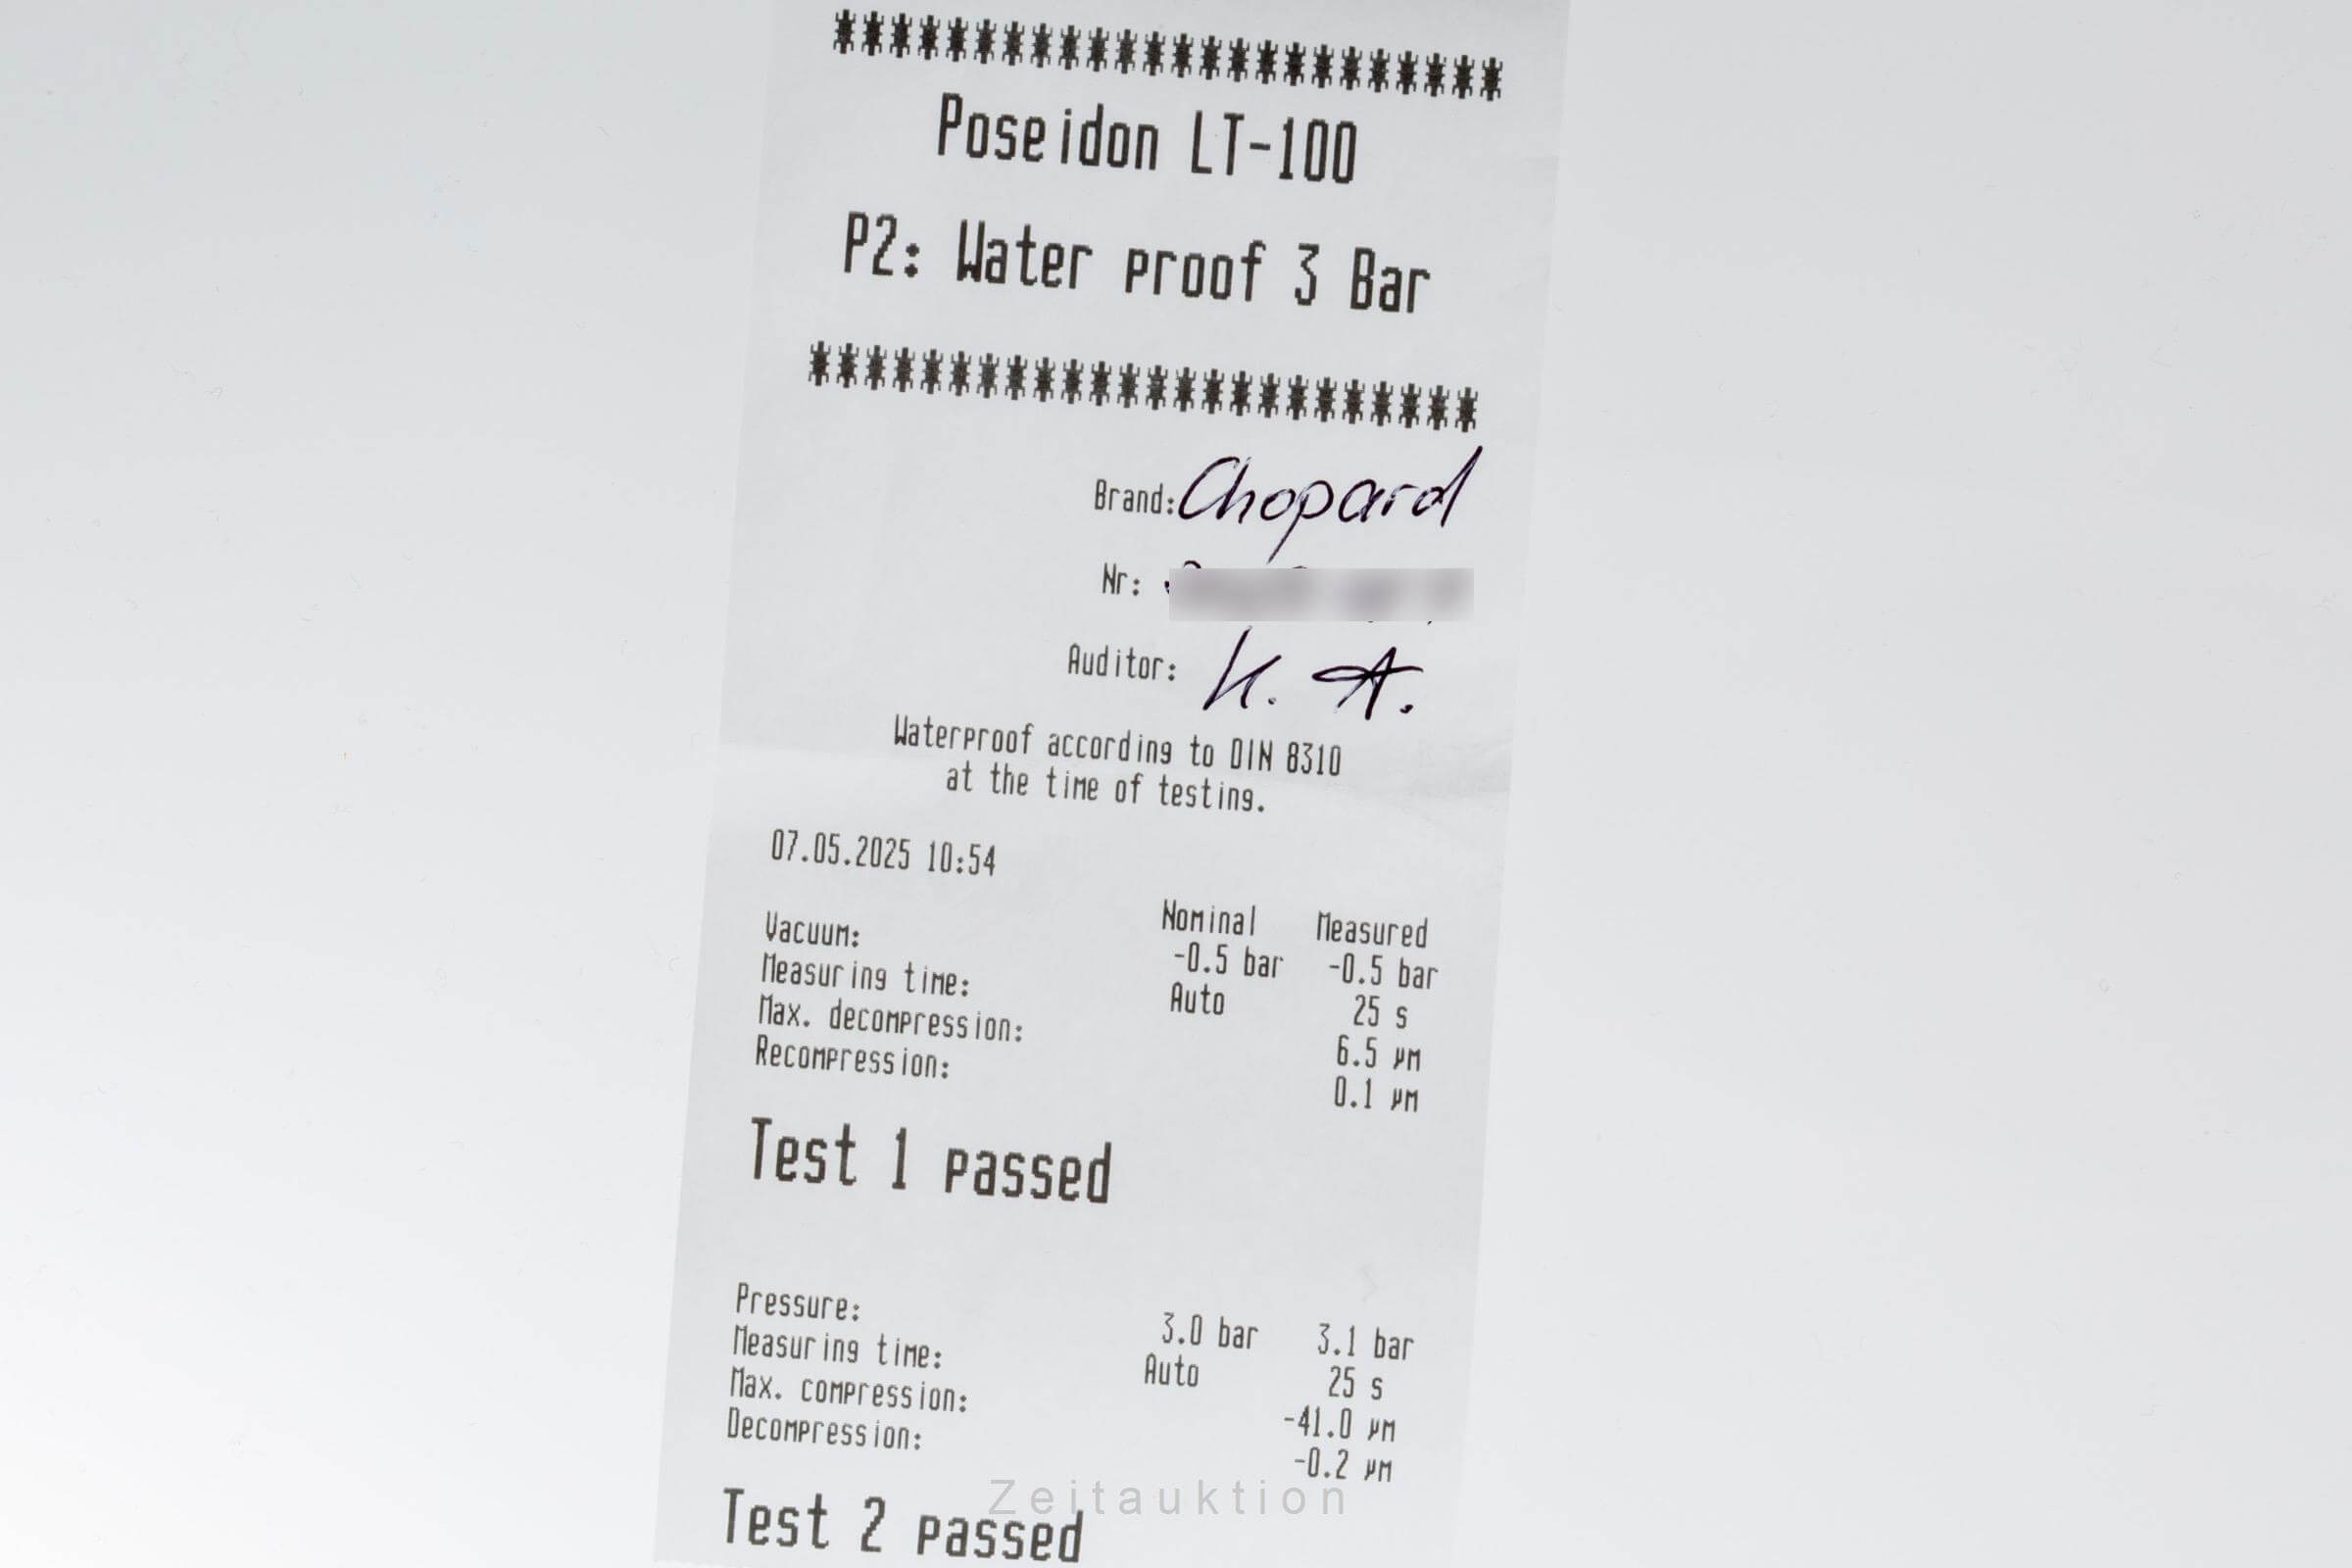 ************************
Poseidon LT-100
P2: Water proof 3 Bar
************************
Brand: Chopard
Nr:
Auditor: K. A.
Waterproof according to DIN 8310
at the time of testing.
07.05.2025 10:54
Nominal Measured
Vacuum: -0.5 bar -0.5 bar
Measuring time: Auto 25 s
Max. decompression: 6.5 µm
Recompression: 0.1 µm
Test 1 passed
Pressure: 3.0 bar 3.1 bar
Measuring time: Auto 25 s
Max. compression: -41.0 µm
Decompression: -0.2 µm
Zeitauktion
Test 2 passed